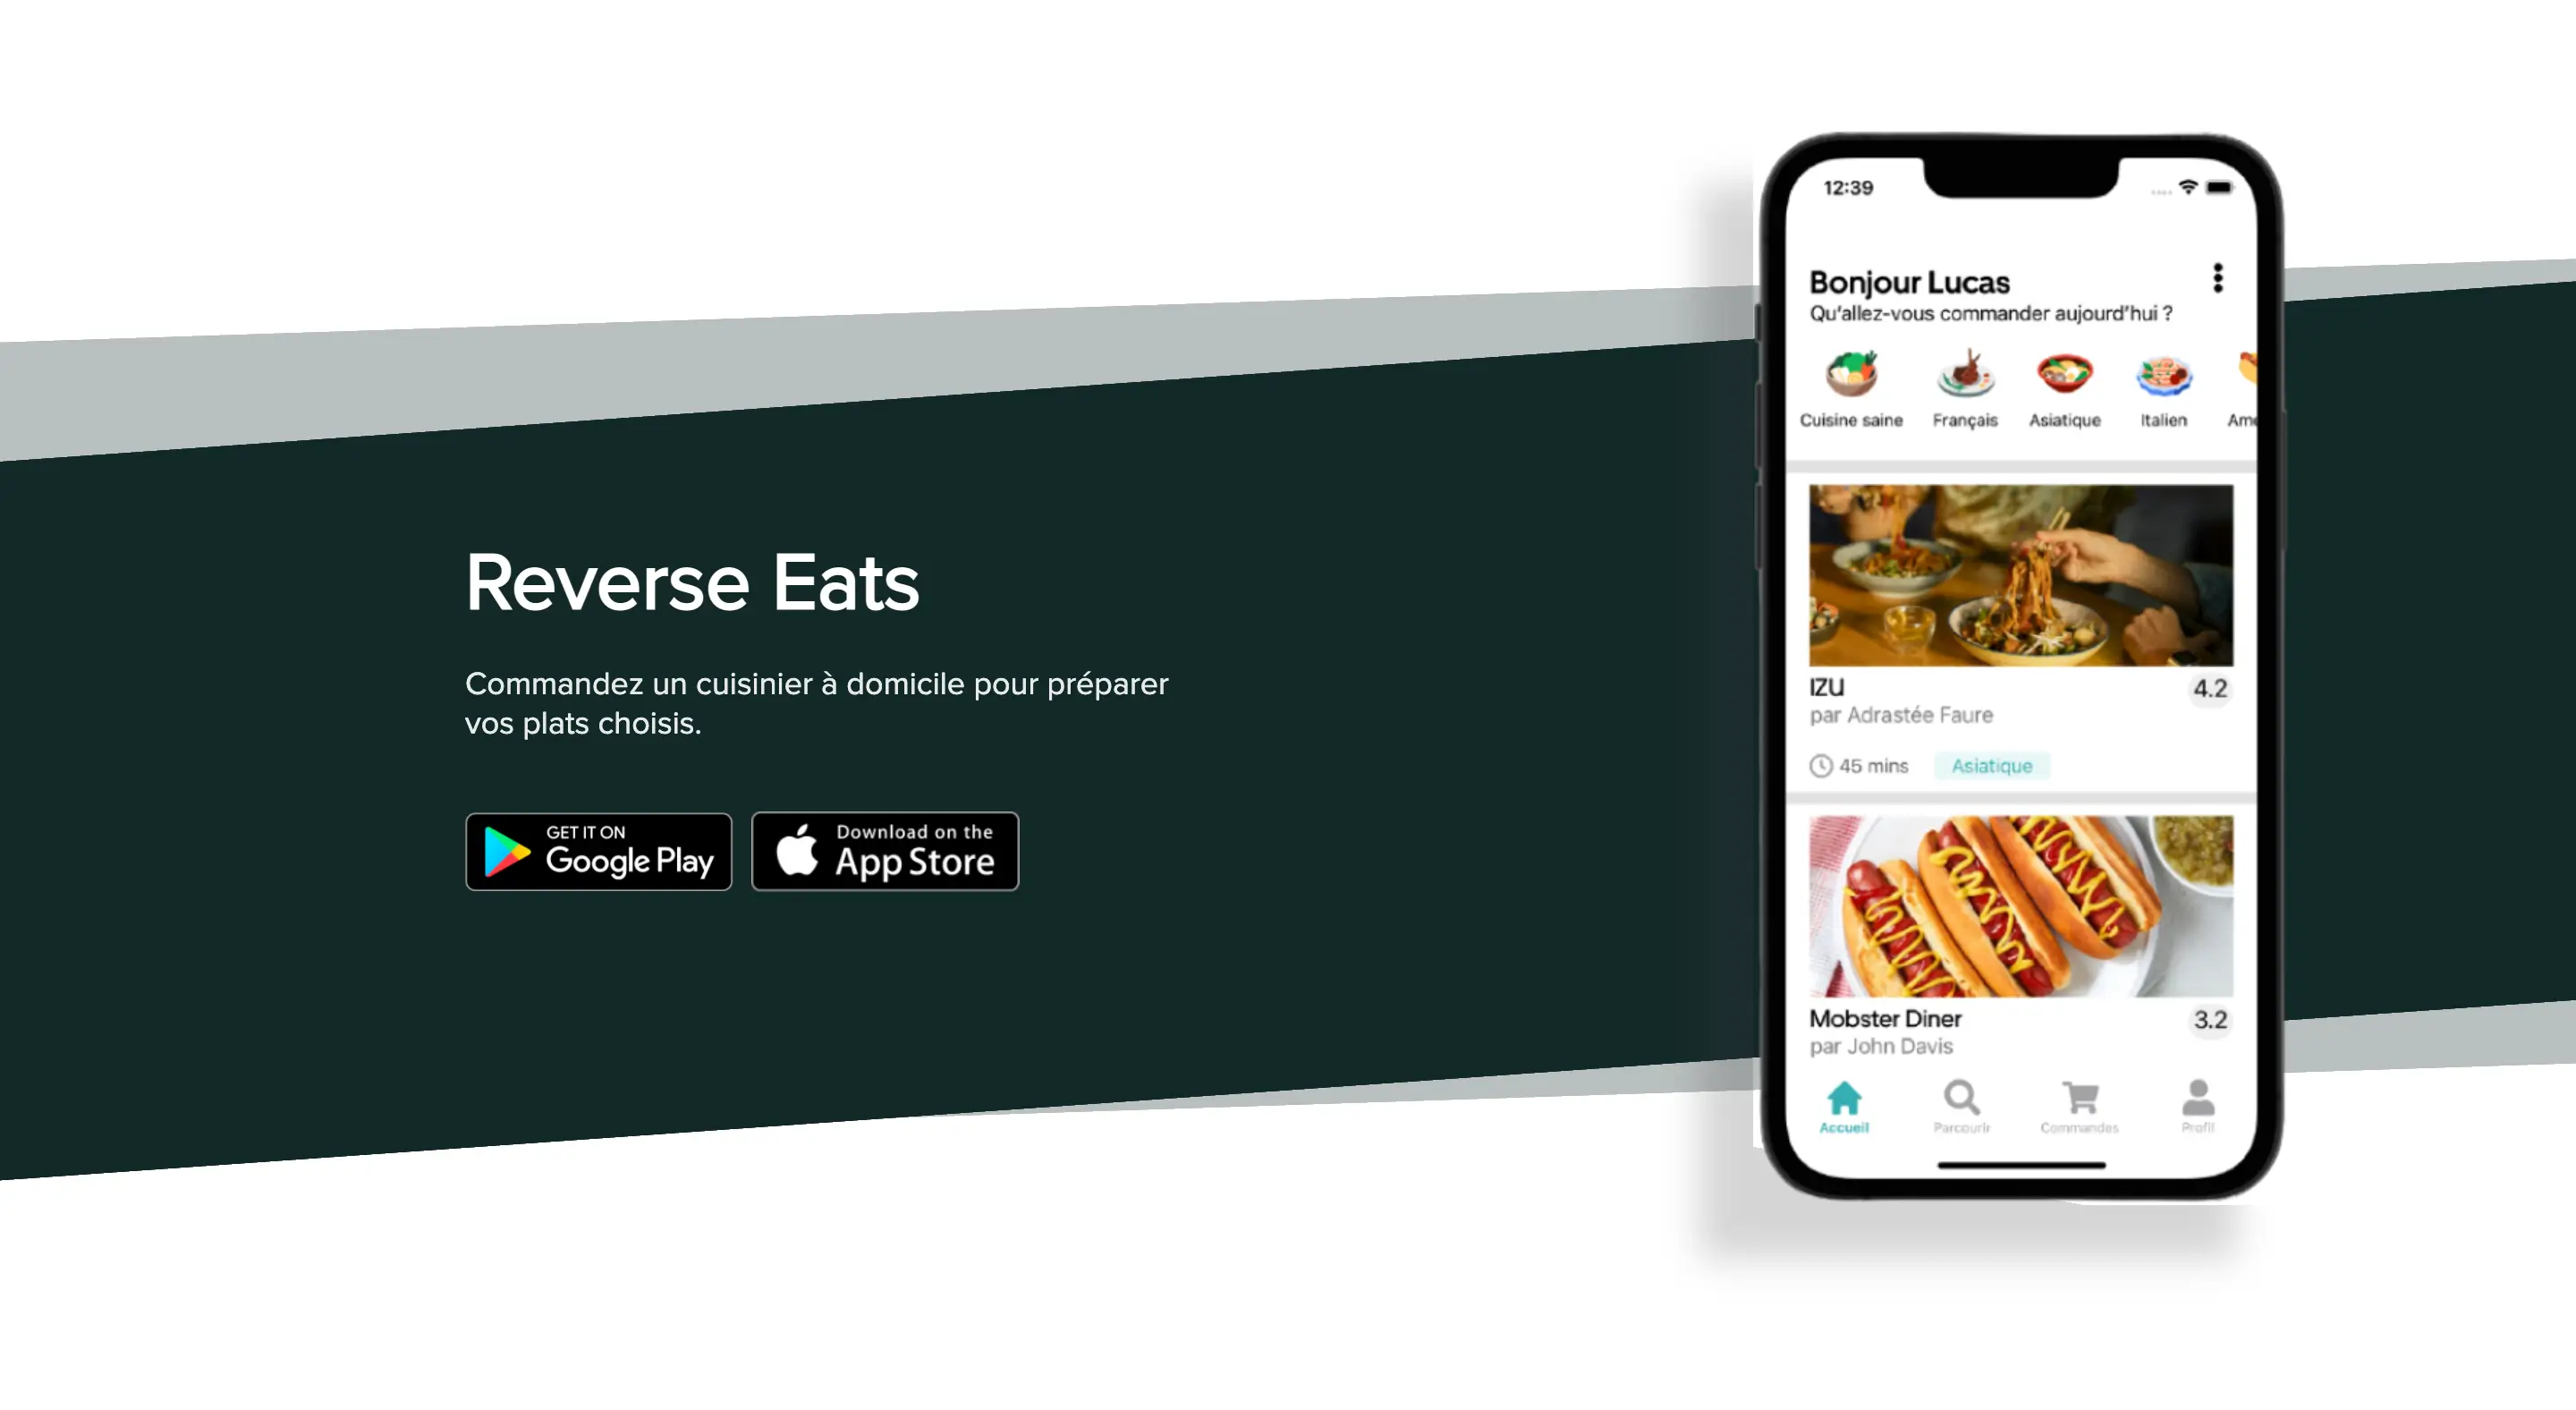 Reverse Eats
Commandez un cuisinier à domicile pour préparer
vos plats choisis.
GET IT ON
Google Play
Download on the
App Store
12:39
Bonjour Lucas
Qu'allez-vous commander aujourd'hui ?
Cuisine saine Français Asiatique Italien Ame
IZU 4.2
par Adrastée Faure
45 mins Asiatique
Mobster Diner 3.2
par John Davis
Accueil Parcourir Commandes Profil